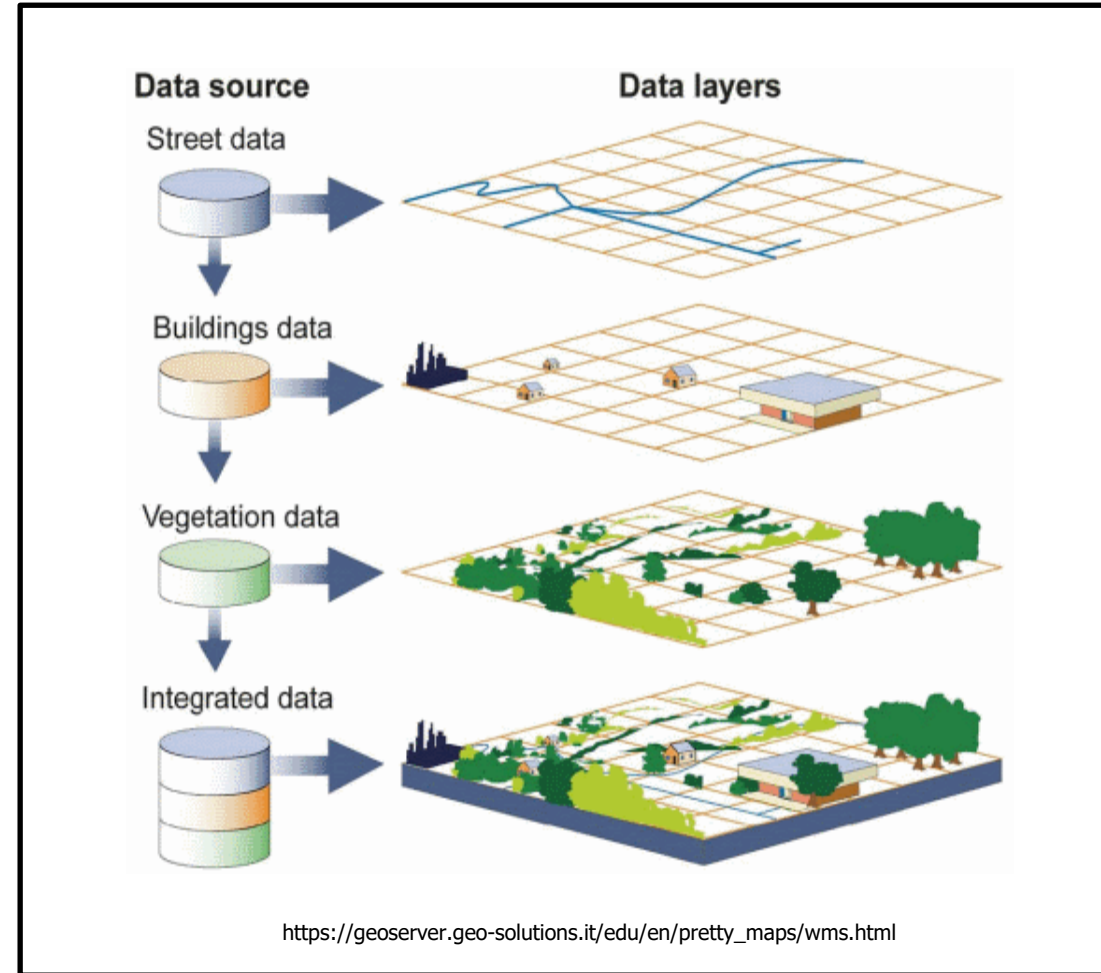 Data source
Data layers
Street data
Buildings data
Vegetation data
Integrated data
https://geoserver.geo-solutions.it/edu/en/pretty_maps/wms.html